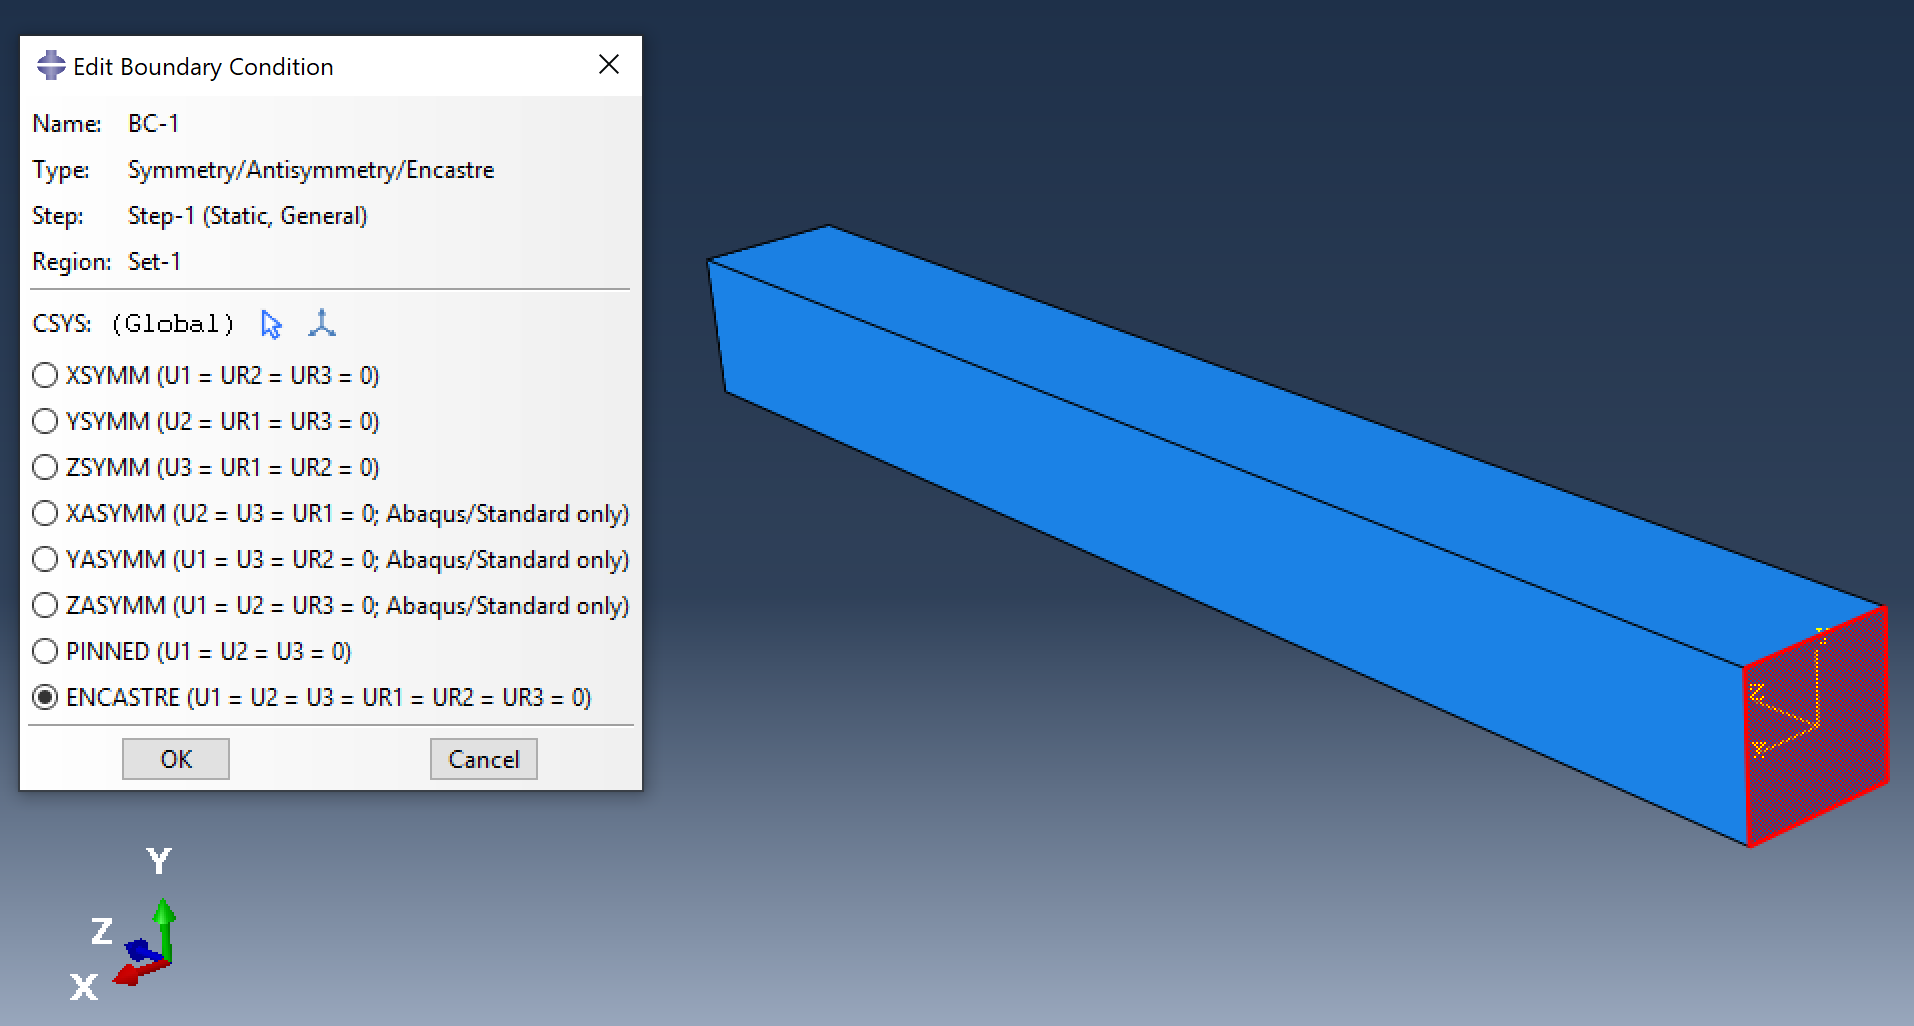 Edit Boundary Condition
Name: BC-1
Type: Symmetry/Antisymmetry/Encastre
Step: Step-1 (Static, General)
Region: Set-1
CSYS: (Global)
XSYMM (U1 = UR2 = UR3 = 0)
YSYMM (U2 = UR1 = UR3 = 0)
ZSYMM (U3 = UR1 = UR2 = 0)
XASYMM (U2 = U3 = UR1 = 0; Abaqus/Standard only)
YASYMM (U1 = U3 = UR2 = 0; Abaqus/Standard only)
ZASYMM (U1 = U2 = UR3 = 0; Abaqus/Standard only)
PINNED (U1 = U2 = U3 = 0)
ENCASTRE (U1 = U2 = U3 = UR1 = UR2 = UR3 = 0)
OK Cancel
Y
Z
X
Y
Z
X